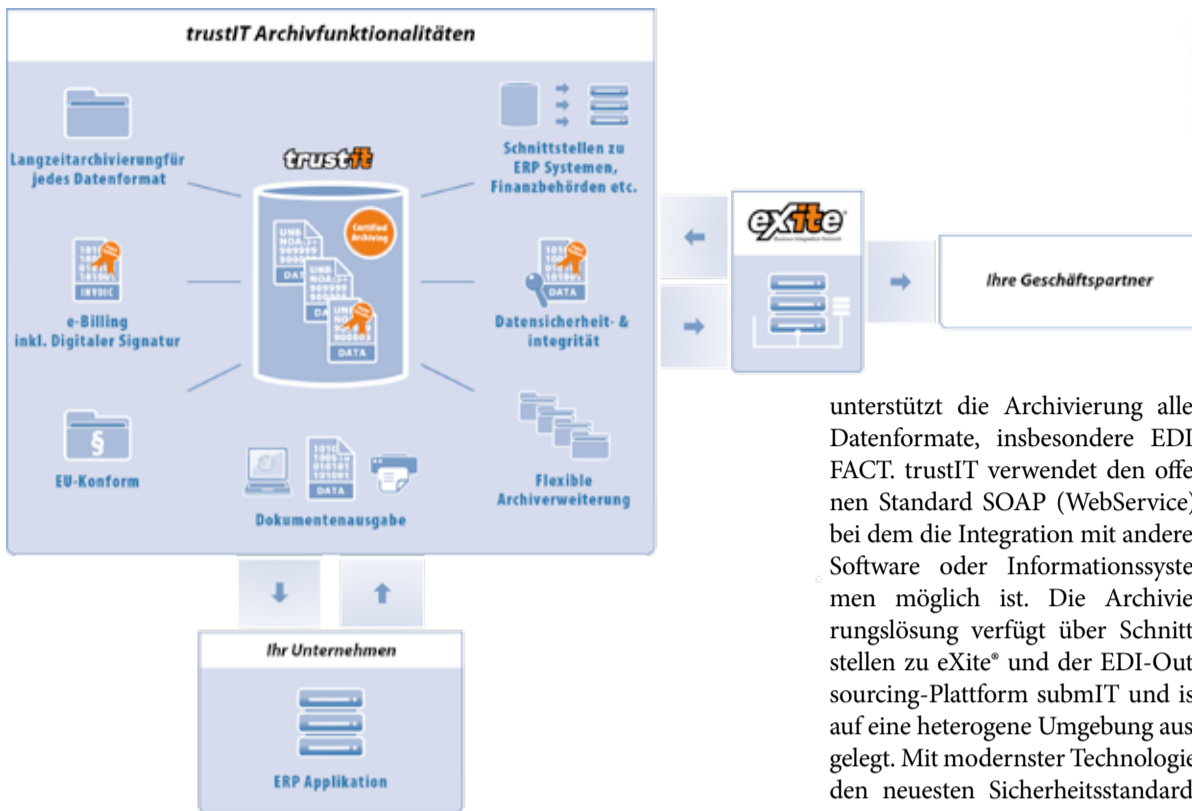 trustIT Archivfunktionalitäten
Langzeitarchivierungfür
jedes Datenformat
e-Billing
inkl. Digitaler Signatur
INVOIC
EU-Konform
§
trustit
Certified
Archiving
DATA
Dokumentenausgabe
DATA
Schnittstellen zu
ERP Systemen,
Finanzbehörden etc.
DATA
Datensicherheit- &
integrität
Flexible
Archiverweiterung
eXite®
Business Integration Network
Ihre Geschäftspartner
Ihr Unternehmen
ERP Applikation
unterstützt die Archivierung alle
Datenformate, insbesondere EDI
FACT. trustIT verwendet den offe
nen Standard SOAP (WebService)
bei dem die Integration mit andere
Software oder Informationssyste
men möglich ist. Die Archivie
rungslösung verfügt über Schnitt
stellen zu eXite® und der EDI-Out
sourcing-Plattform submIT und is
auf eine heterogene Umgebung aus
gelegt. Mit modernster Technologie
den neuesten Sicherheitsstandard